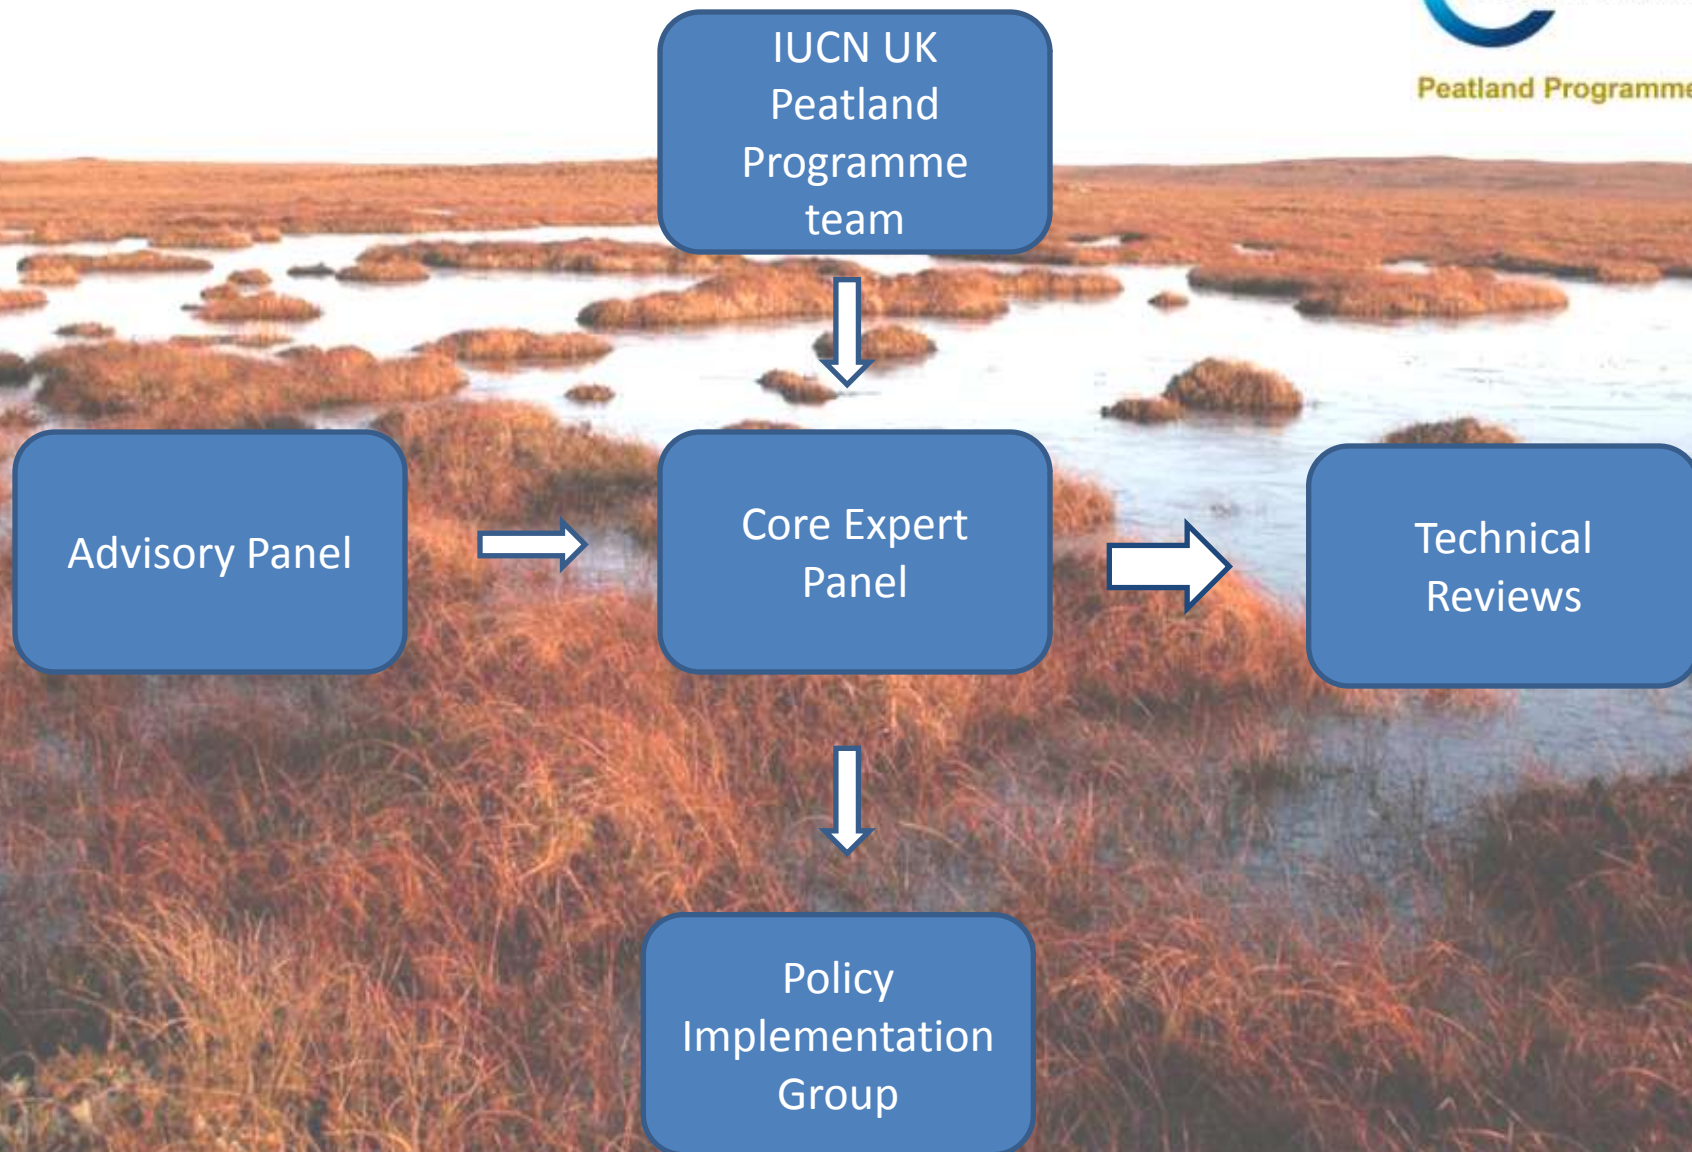 IUCN UK
Peatland
Programme
team
Peatland Programme
Advisory Panel
Core Expert
Panel
Technical
Reviews
Policy
Implementation
Group